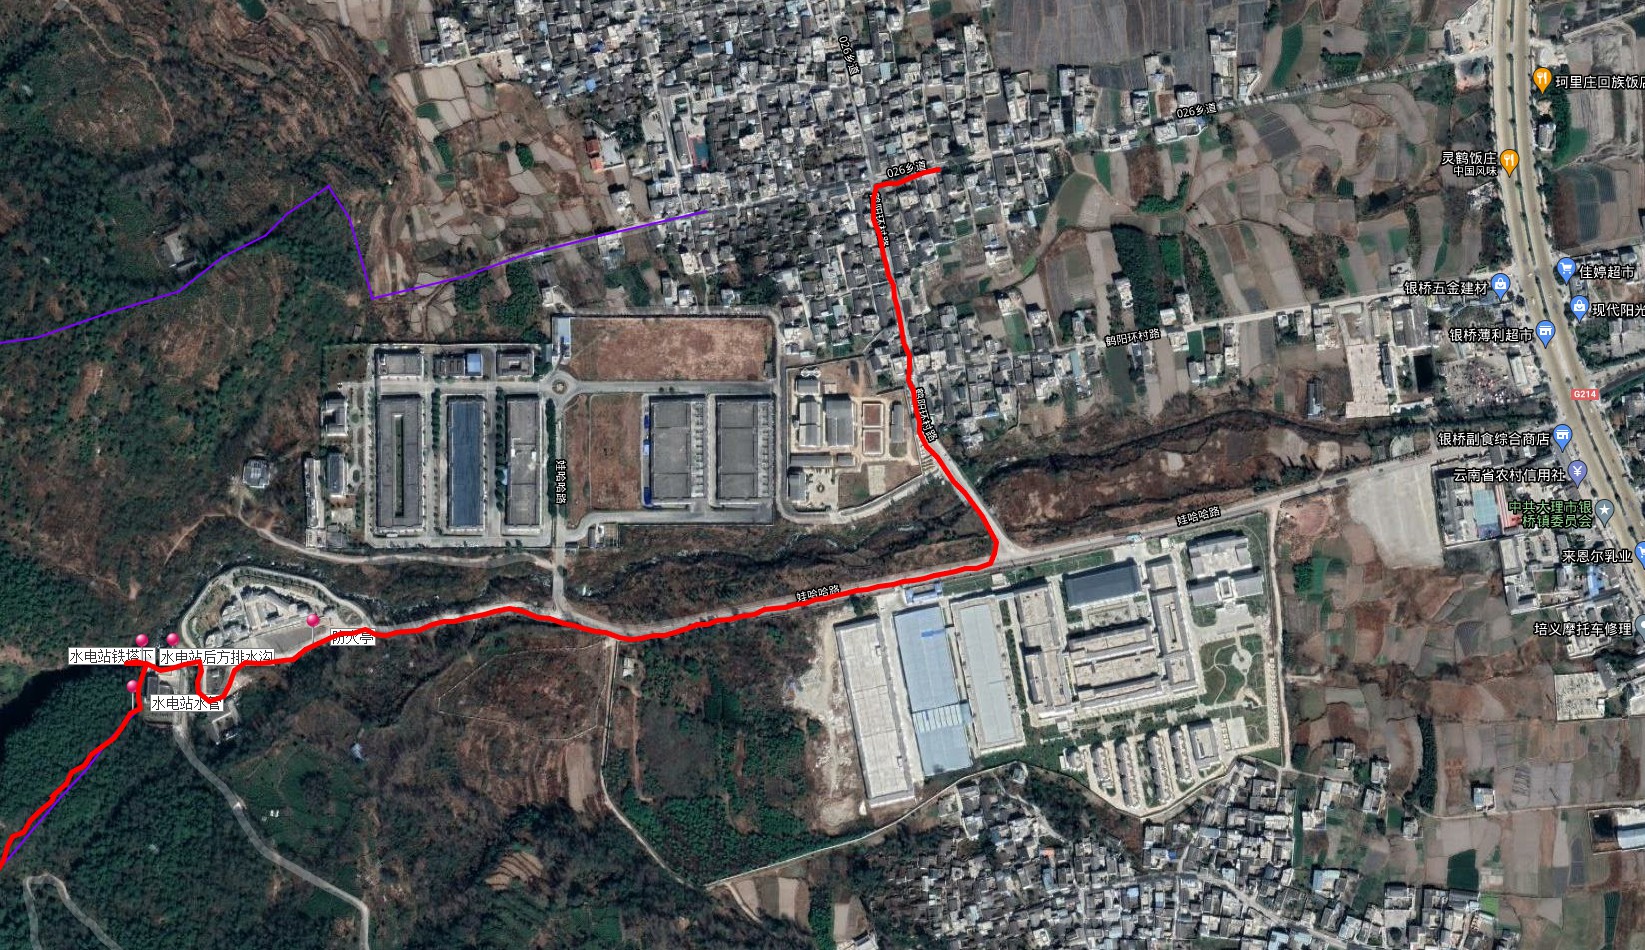 026乡道
珂里庄回族饭店
026乡道
灵鹤饭庄
中国风味
026乡道
鹤阳环村路
佳婷超市
银桥五金建材
现代阳光
银桥薄利超市
鹤阳环村路
G214
鹤阳环村路
银桥副食综合商店
娃哈哈路
云南省农村信用社
中共大理市银
桥镇委员会
娃哈哈路
来恩尔乳业
娃哈哈路
培义摩托车修理
防火亭
水电站铁塔下
水电站后方排水沟
水电站水管